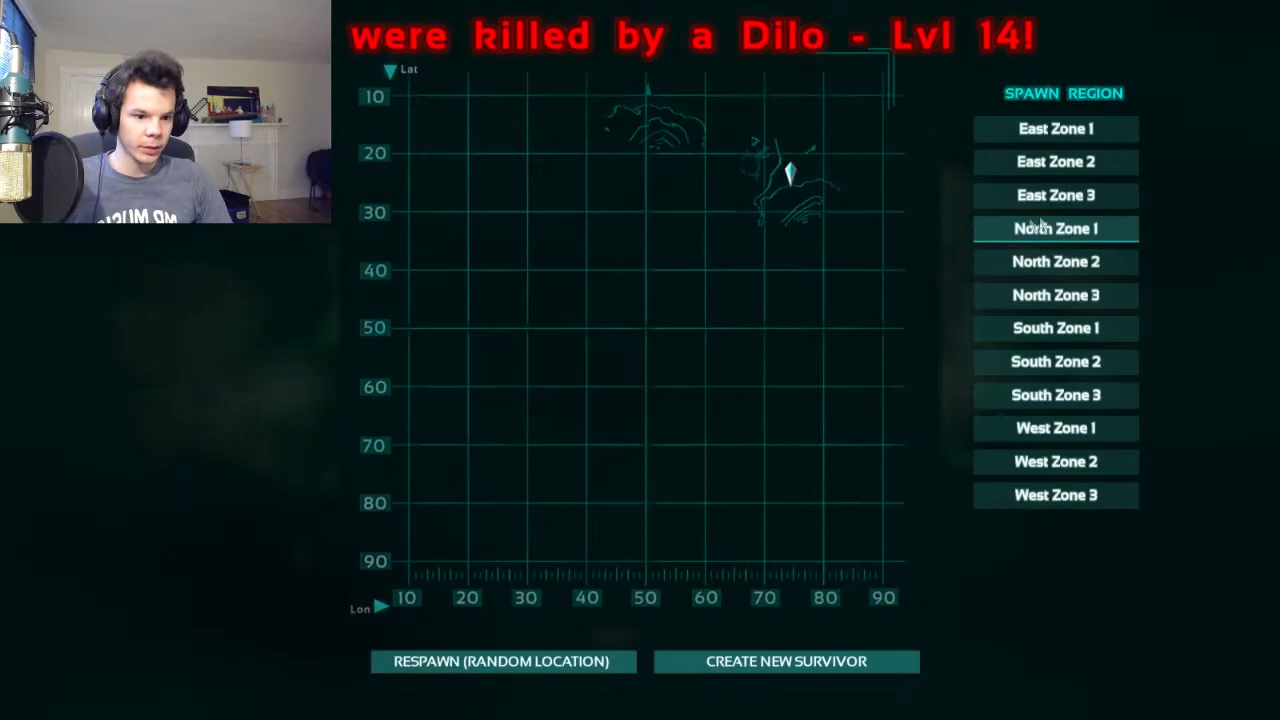 were killed by a Dilo - Lvl 14!
Lat
10
20
30
40
50
60
70
80
90
Lon
10 20 30 40 50 60 70 80 90
SPAWN REGION
East Zone 1
East Zone 2
East Zone 3
North Zone 1
North Zone 2
North Zone 3
South Zone 1
South Zone 2
South Zone 3
West Zone 1
West Zone 2
West Zone 3
RESPAWN (RANDOM LOCATION)
CREATE NEW SURVIVOR